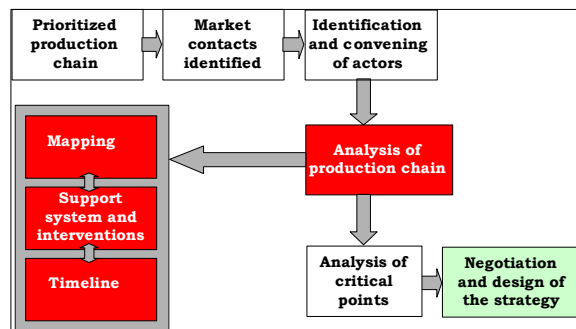 Prioritized
production
chain
Market
contacts
identified
Identification
and convening
of actors
Mapping
Support
system and
interventions
Timeline
Analysis of
production chain
Analysis of
critical
points
Negotiation
and design of
the strategy